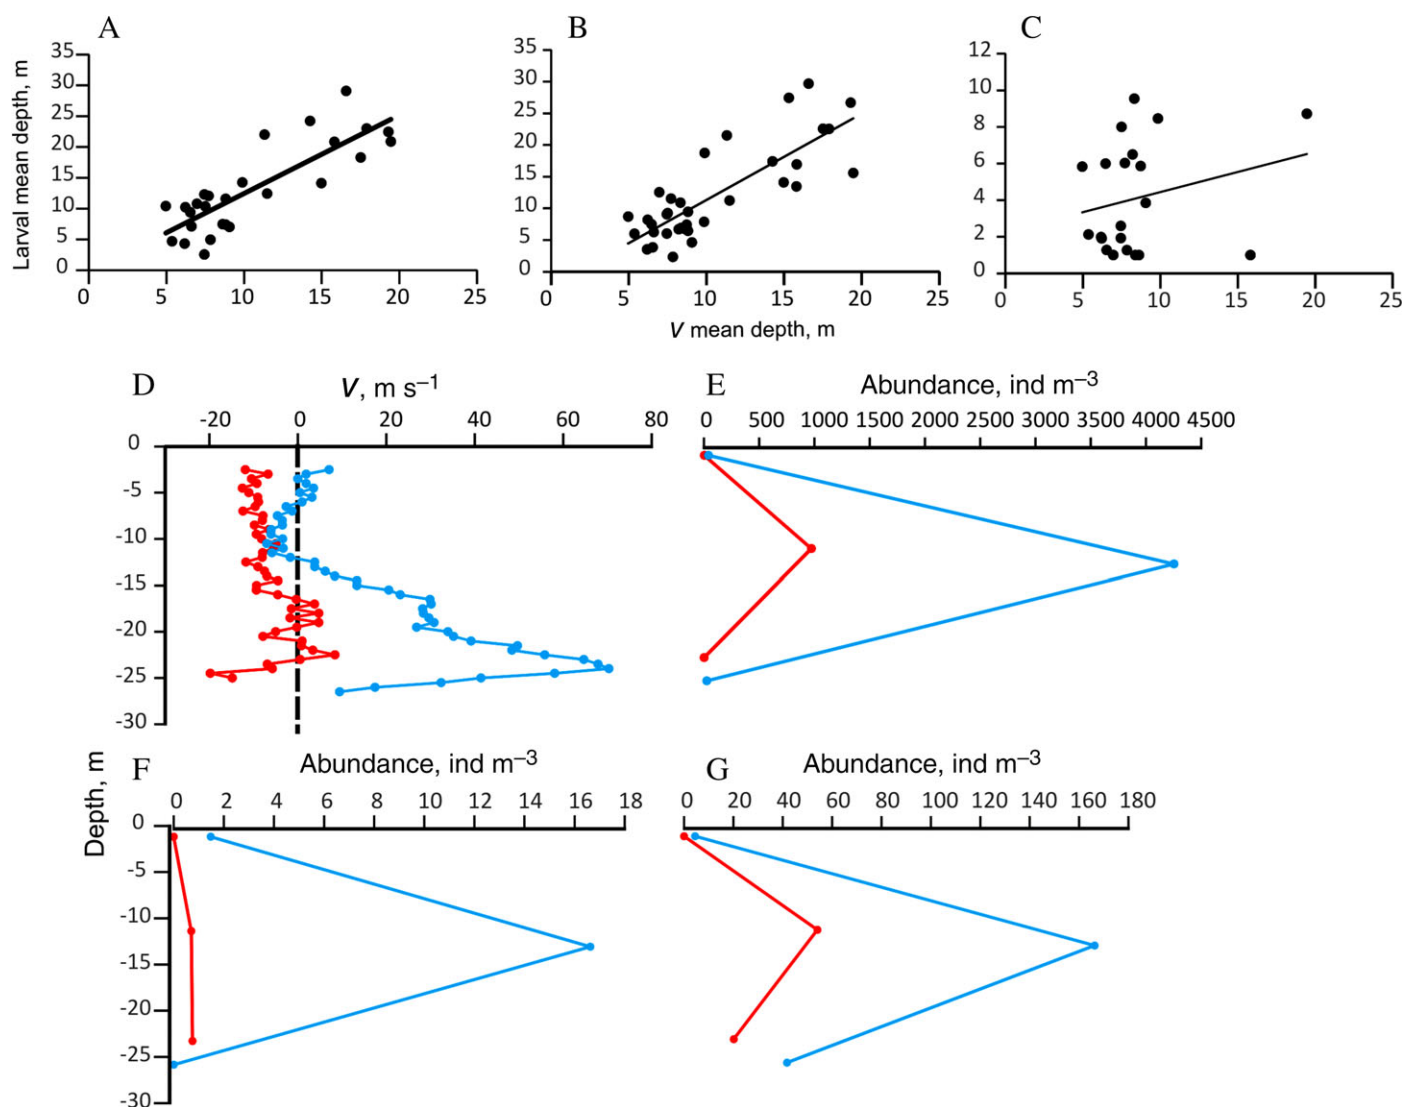 A
B
C
Larval mean depth, m
35
30
25
20
15
10
5
0
0 5 10 15 20 25
35
30
25
20
15
10
5
0
0 5 10 15 20 25
12
10
8
6
4
2
0
0 5 10 15 20 25
V mean depth, m
D
V, m s–1
-20 0 20 40 60 80
0
-5
-10
-15
-20
-25
-30
E
Abundance, ind m–3
0 500 1000 1500 2000 2500 3000 3500 4000 4500
Depth, m
F
Abundance, ind m–3
0 2 4 6 8 10 12 14 16 18
0
-5
-10
-15
-20
-25
-30
G
Abundance, ind m–3
0 20 40 60 80 100 120 140 160 180